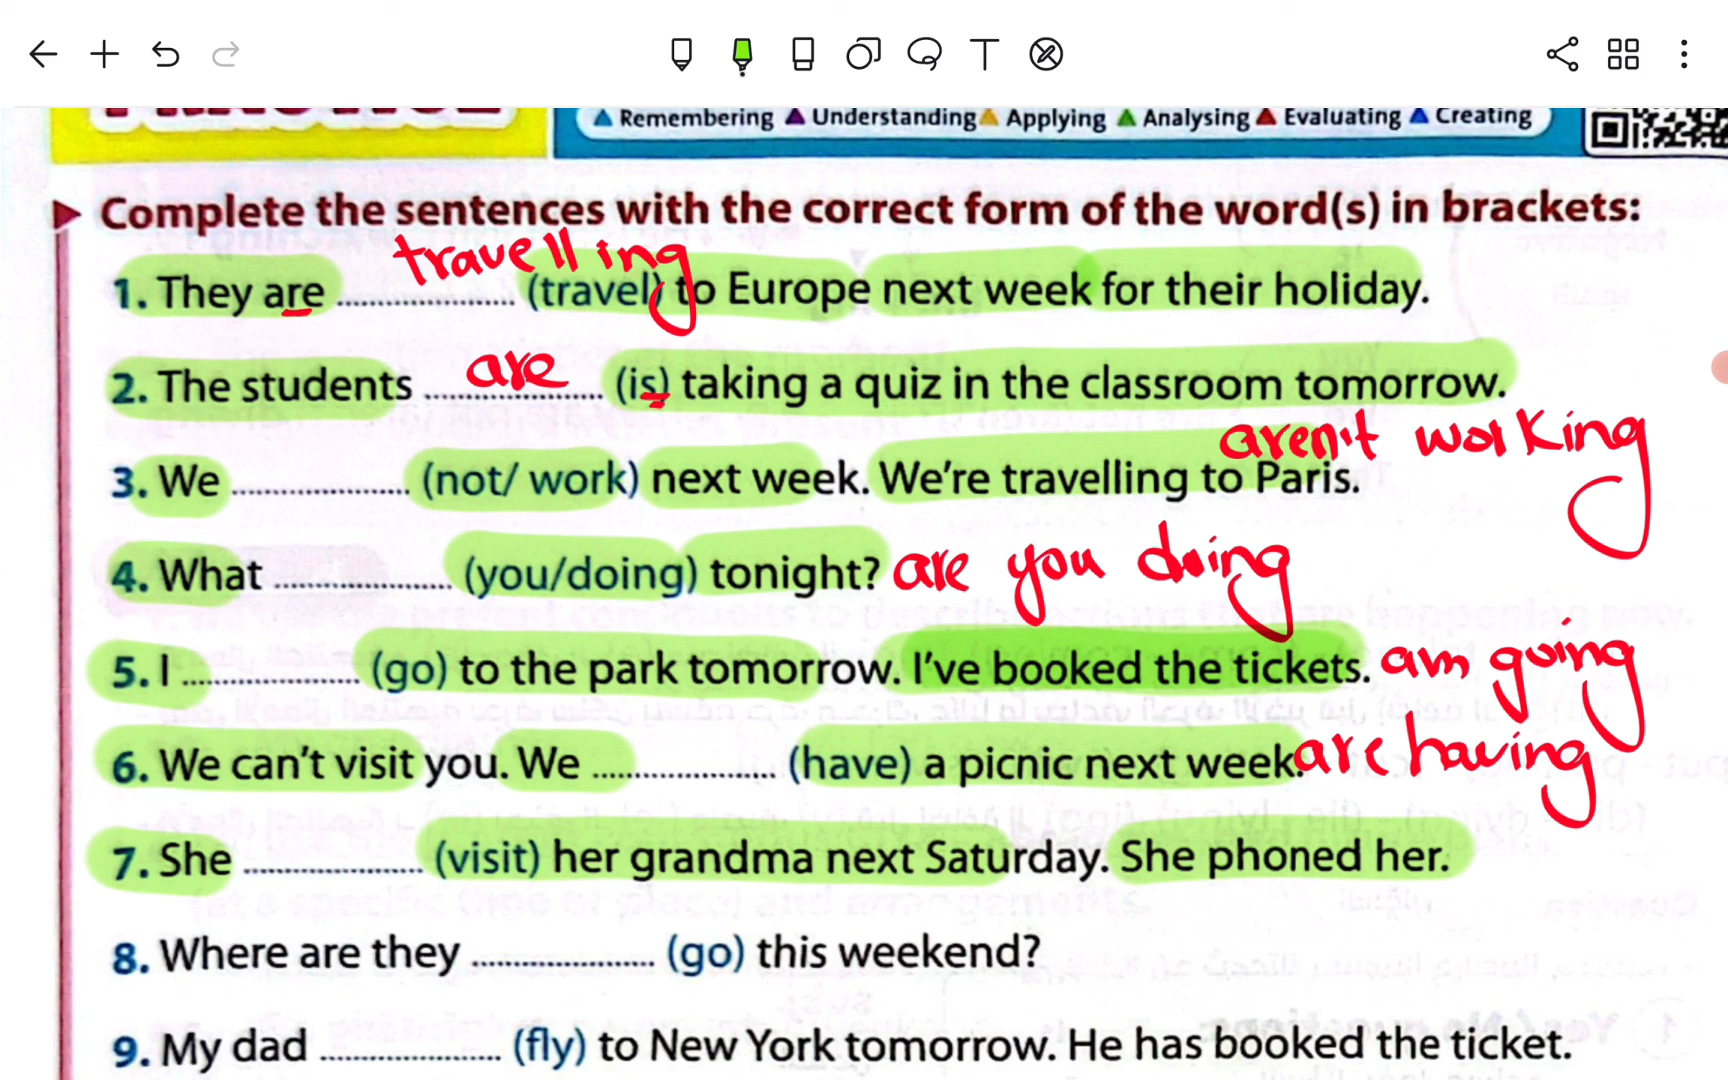 Remembering Understanding Applying Analysing Evaluating Creating
Complete the sentences with the correct form of the word(s) in brackets:
travelling
1. They are .................... (travel) to Europe next week for their holiday.
are
2. The students .................... (is) taking a quiz in the classroom tomorrow.
aren't working
3. We .................... (not/ work) next week. We're travelling to Paris.
4. What .................... (you/doing) tonight? are you doing
5. I .................... (go) to the park tomorrow. I've booked the tickets. am going
6. We can't visit you. We .................... (have) a picnic next week. are having
7. She .................... (visit) her grandma next Saturday. She phoned her.
8. Where are they .................... (go) this weekend?
9. My dad .................... (fly) to New York tomorrow. He has booked the ticket.